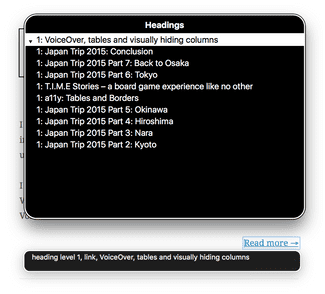 Headings
1: VoiceOver, tables and visually hiding columns
1: Japan Trip 2015: Conclusion
1: Japan Trip 2015 Part 7: Back to Osaka
1: Japan Trip 2015 Part 6: Tokyo
1: T.I.M.E Stories – a board game experience like no other
1: a11y: Tables and Borders
1: Japan Trip 2015 Part 5: Okinawa
1: Japan Trip 2015 Part 4: Hiroshima
1: Japan Trip 2015 Part 3: Nara
1: Japan Trip 2015 Part 2: Kyoto
Read more →
heading level 1, link, VoiceOver, tables and visually hiding columns